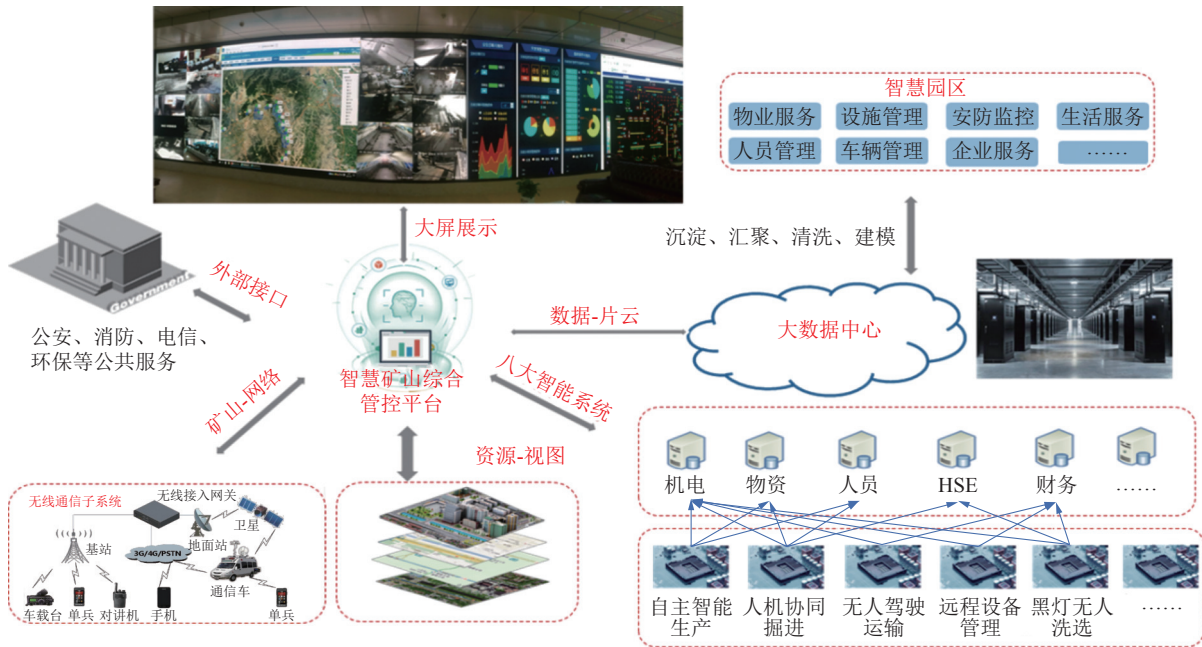 智慧园区
物业服务 设施管理 安防监控 生活服务
人员管理 车辆管理 企业服务 ……
大屏展示
沉淀、汇聚、清洗、建模
Government
外部接口
公安、消防、电信、
环保等公共服务
数据-片云
大数据中心
智慧矿山综合
管控平台
八大智能系统
矿山-网络
资源-视图
无线通信子系统
无线接入网关
卫星
基站
地面站
3G/4G/PSTN
通信车
车载台 单兵 对讲机 手机 单兵
机电 物资 人员 HSE 财务 ……
自主智能 人机协同 无人驾驶 远程设备 黑灯无人 ……
生产 掘进 运输 管理 洗选